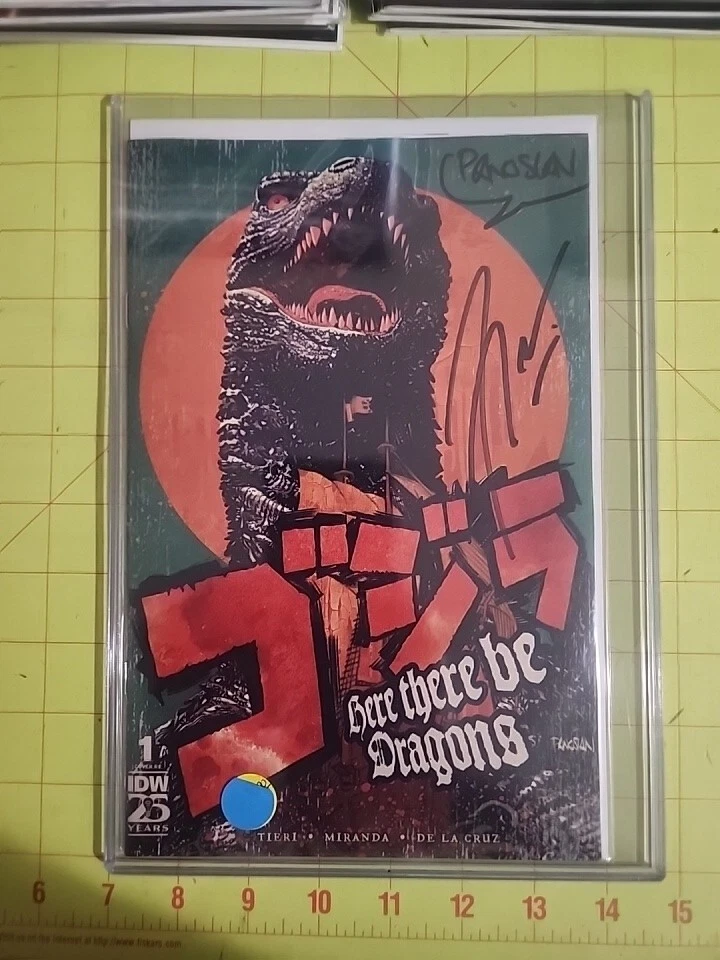 PANOSIAN
ゴジラ
Here there be
Dragons
1
IDW
25
YEARS
PANOSIAN
TIERI • MIRANDA • DE LA CRUZ
6 7 8 9 10 11 12 13 14 15